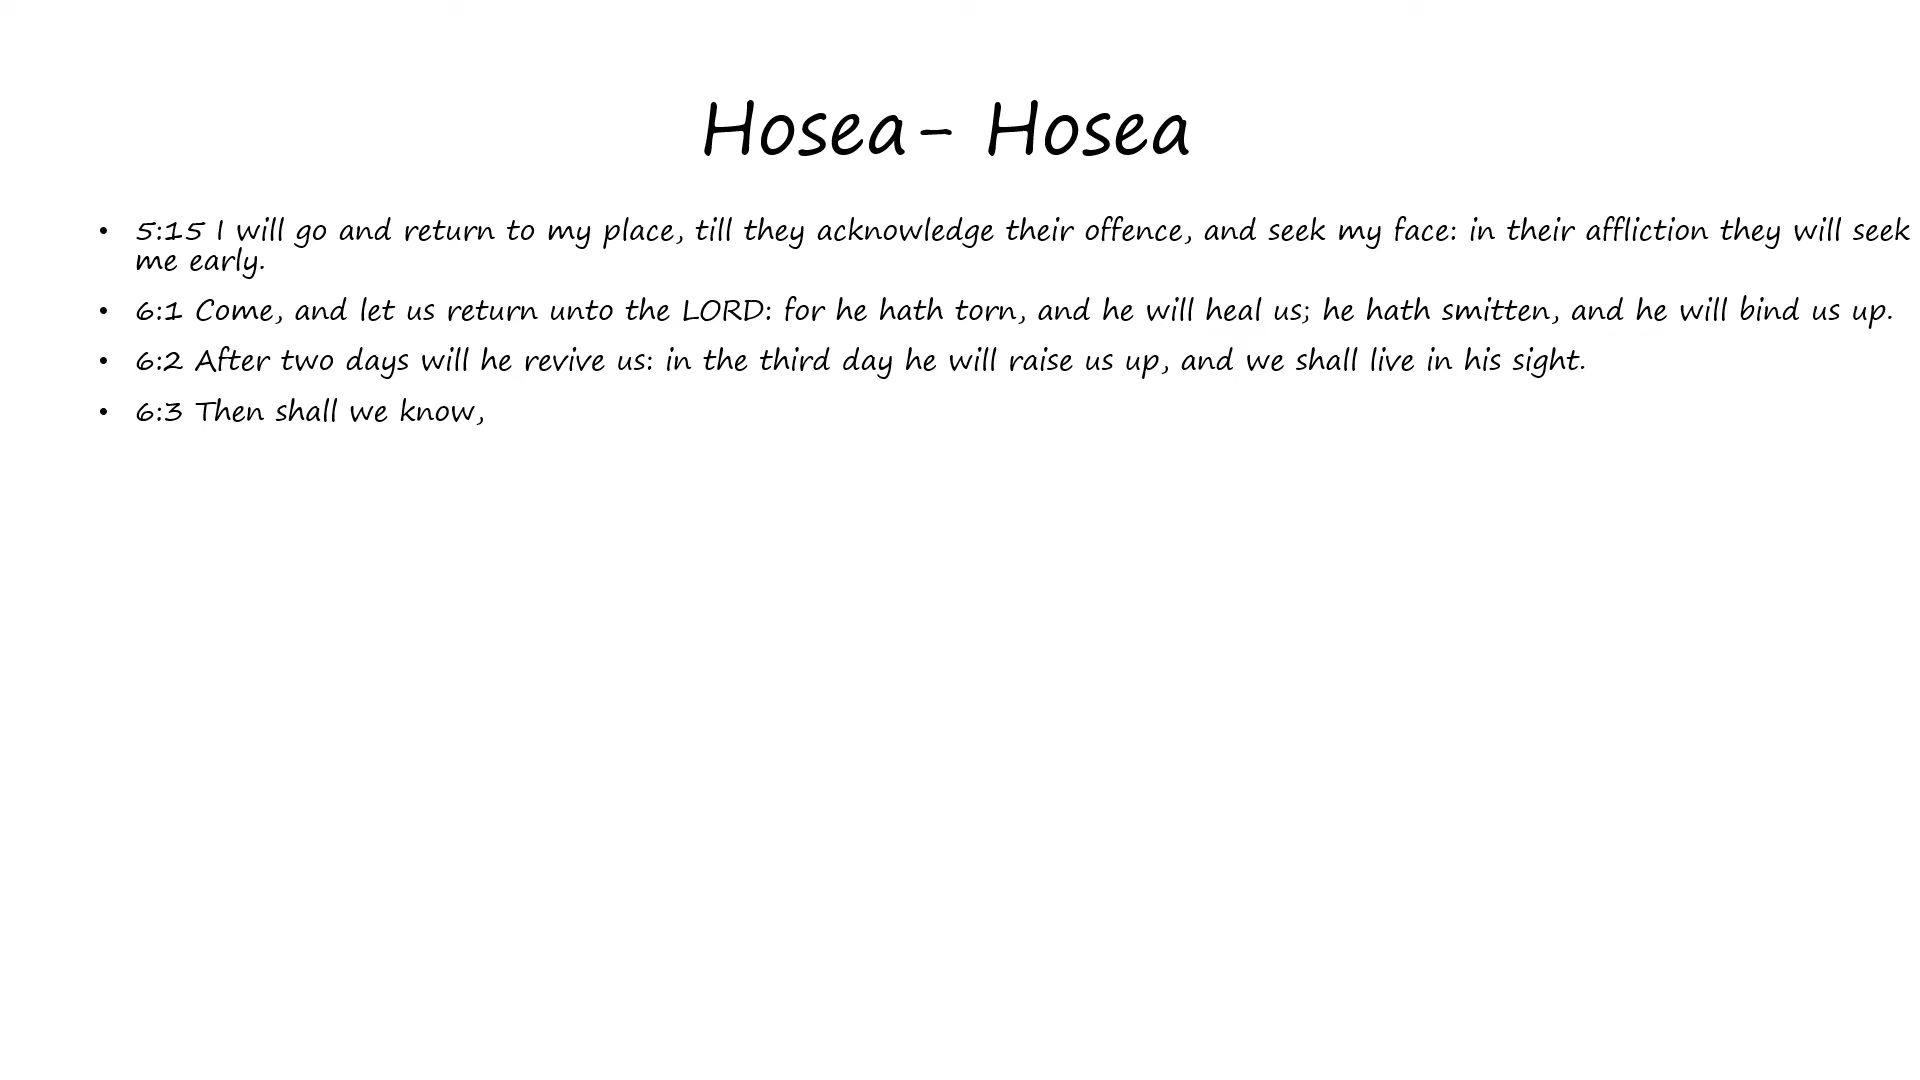 Hosea- Hosea
• 5:15 I will go and return to my place, till they acknowledge their offence, and seek my face: in their affliction they will seek
me early.
• 6:1 Come, and let us return unto the LORD: for he hath torn, and he will heal us; he hath smitten, and he will bind us up.
• 6:2 After two days will he revive us: in the third day he will raise us up, and we shall live in his sight.
• 6:3 Then shall we know,